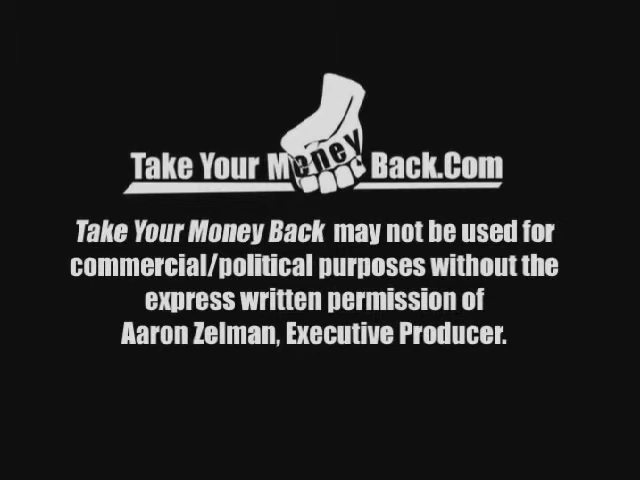 Take Your Money Back.Com
Take Your Money Back may not be used for
commercial/political purposes without the
express written permission of
Aaron Zelman, Executive Producer.